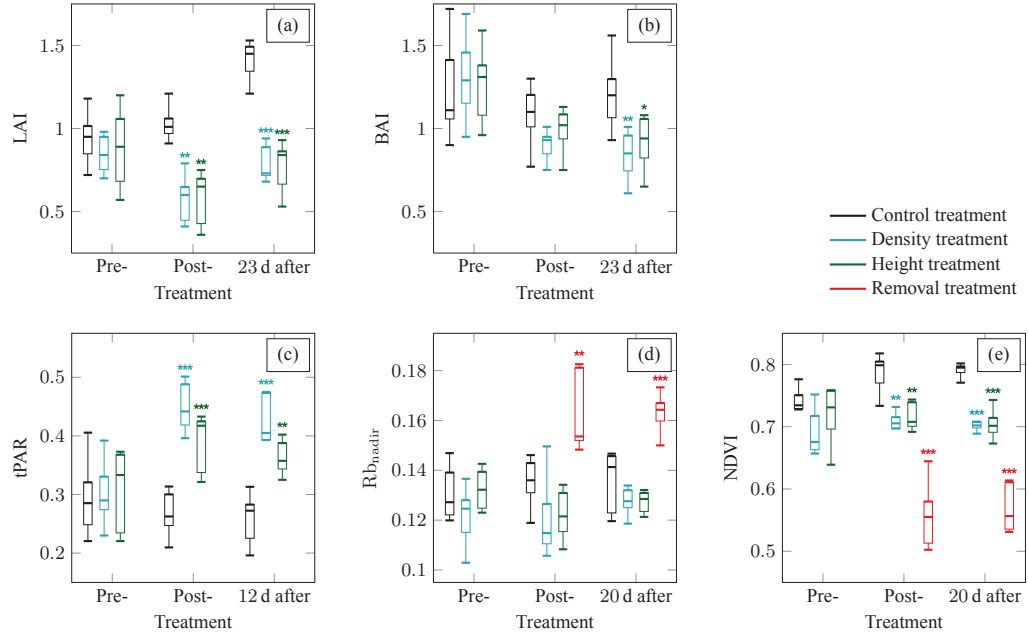 (a)
1.5
1
0.5
LAI
**
**
***
***
Pre-
Post-
23 d after
Treatment
(b)
1.5
1
0.5
BAI
**
*
Pre-
Post-
23 d after
Treatment
Control treatment
Density treatment
Height treatment
Removal treatment
(c)
0.5
0.4
0.3
0.2
tPAR
***
***
***
**
Pre-
Post-
12 d after
Treatment
(d)
0.18
0.16
0.14
0.12
0.1
Rb_nadir
**
***
Pre-
Post-
20 d after
Treatment
(e)
0.8
0.7
0.6
0.5
NDVI
**
**
***
***
***
***
Pre-
Post-
20 d after
Treatment